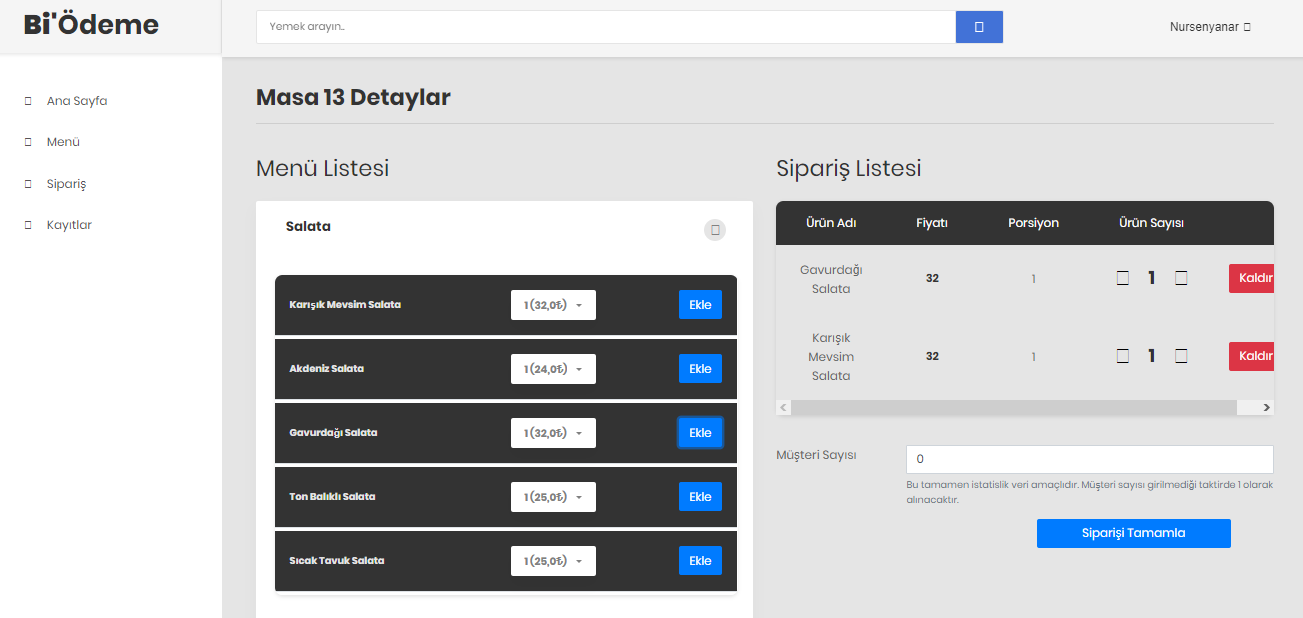 Bi'Ödeme
Yemek arayın..
Nursenyanar
Ana Sayfa
Menü
Sipariş
Kayıtlar
Masa 13 Detaylar
Menü Listesi
Salata
Karışık Mevsim Salata 1 (32,0₺) Ekle
Akdeniz Salata 1 (24,0₺) Ekle
Gavurdağı Salata 1 (32,0₺) Ekle
Ton Balıklı Salata 1 (25,0₺) Ekle
Sıcak Tavuk Salata 1 (25,0₺) Ekle
Sipariş Listesi
Ürün Adı Fiyatı Porsiyon Ürün Sayısı
Gavurdağı
Salata
32 1 1 Kaldır
Karışık
Mevsim
Salata
32 1 1 Kaldır
Müşteri Sayısı
0
Bu tamamen istatislik veri amaçlıdır. Müşteri sayısı girilmediği taktirde 1 olarak
alınacaktır.
Siparişi Tamamla